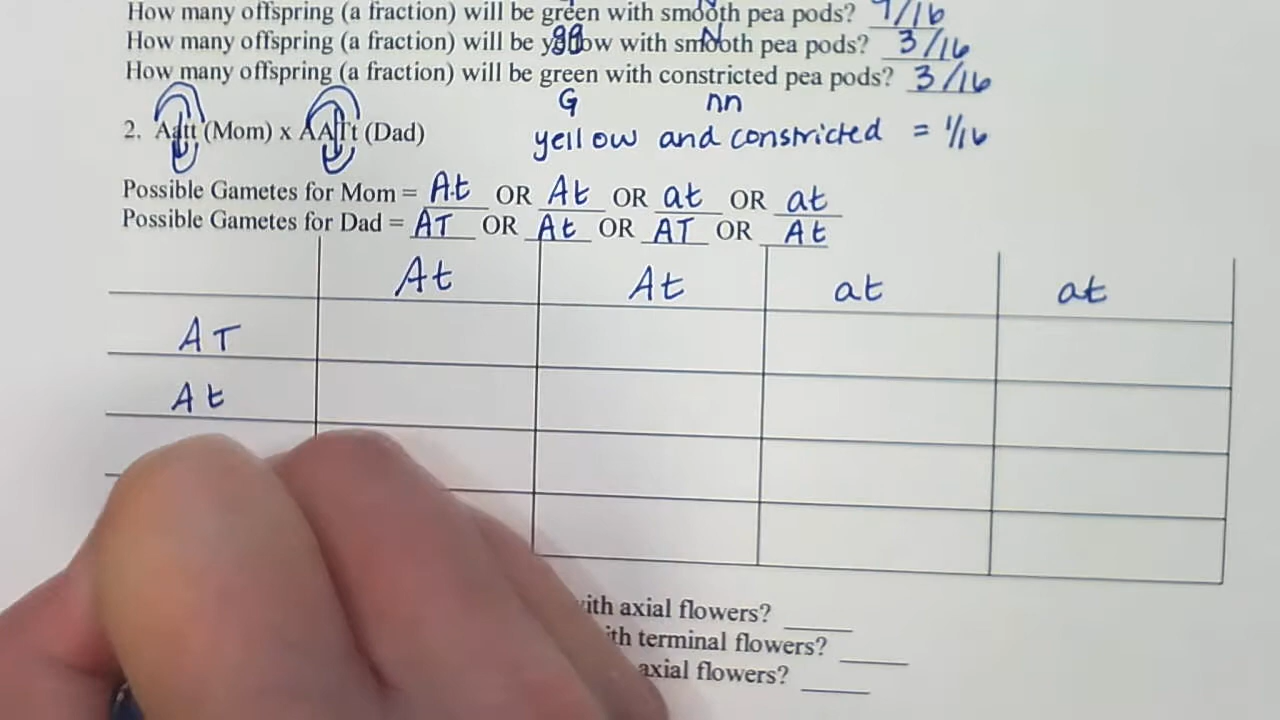 How many offspring (a fraction) will be green with smooth pea pods? 9/16
How many offspring (a fraction) will be yellow with smooth pea pods? 3/16
How many offspring (a fraction) will be green with constricted pea pods? 3/16
G nn
2. Aatt (Mom) x AATt (Dad) yellow and constricted = 1/16
Possible Gametes for Mom = At OR At OR at OR at
Possible Gametes for Dad = AT OR At OR AT OR At
At At at at
AT
At
with axial flowers?
with terminal flowers?
axial flowers?